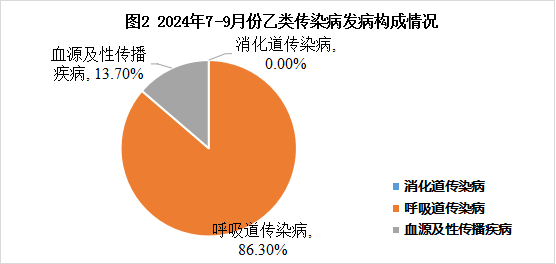 图2 2024年7-9月份乙类传染病发病构成情况
消化道传染病,
0.00%
血源及性传播
疾病, 13.70%
呼吸道传染病,
86.30%
消化道传染病
呼吸道传染病
血源及性传播疾病